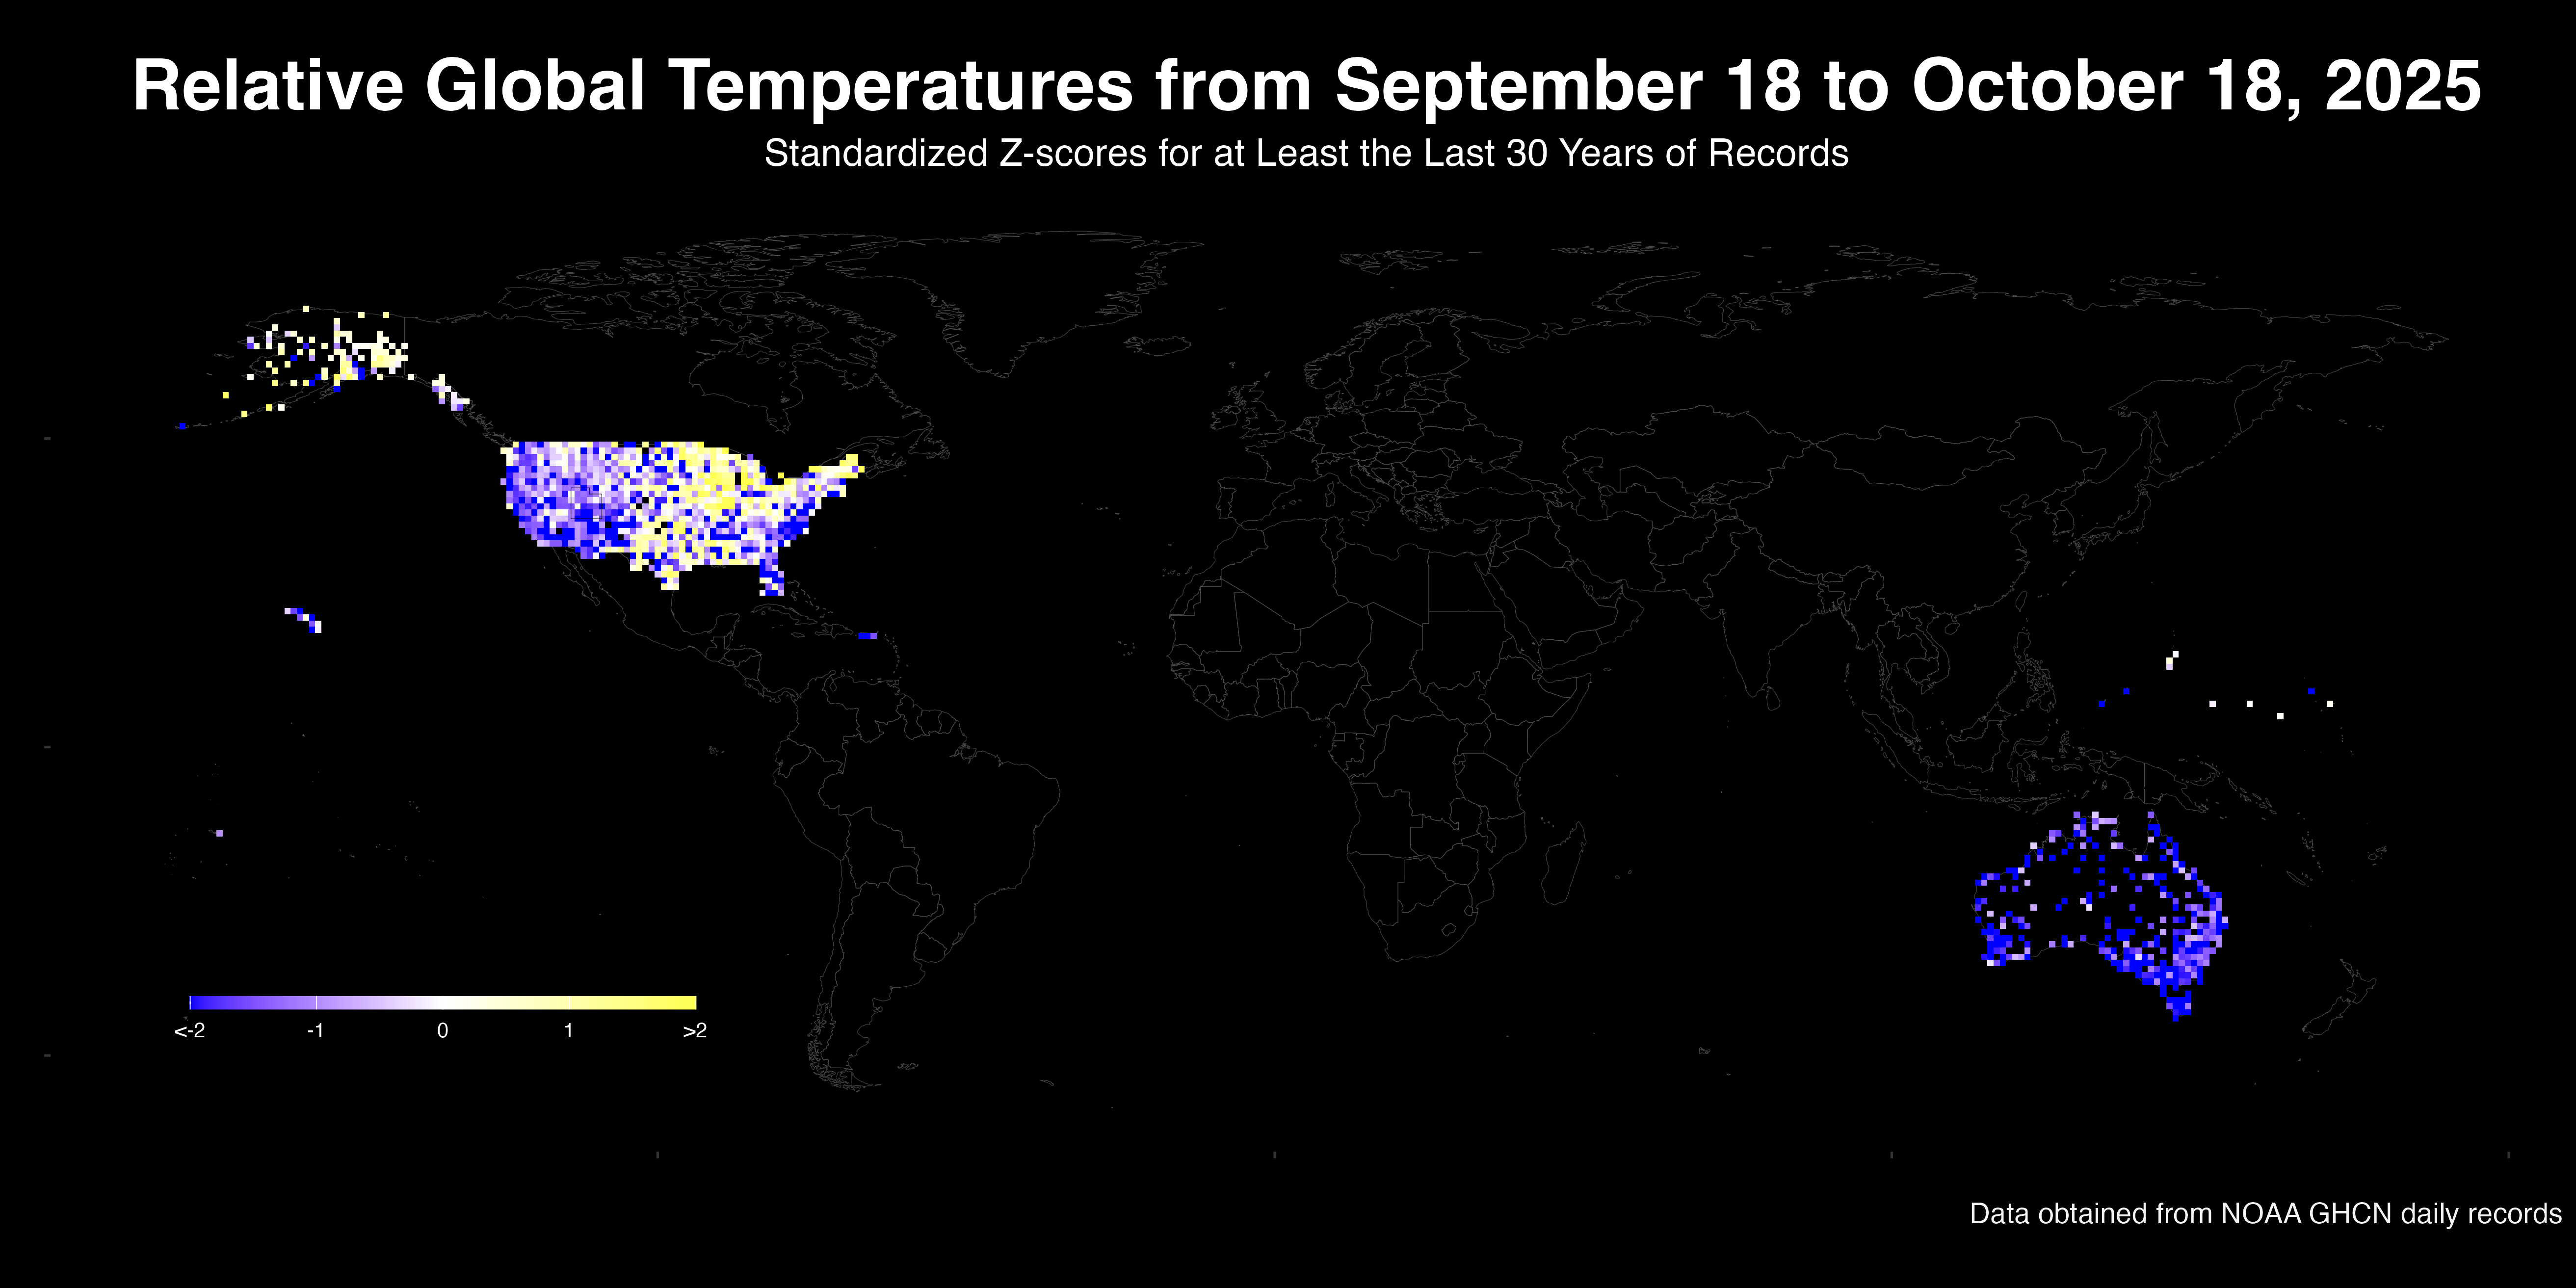 Relative Global Temperatures from September 18 to October 18, 2025
Standardized Z-scores for at Least the Last 30 Years of Records
<-2 -1 0 1 >2
Data obtained from NOAA GHCN daily records